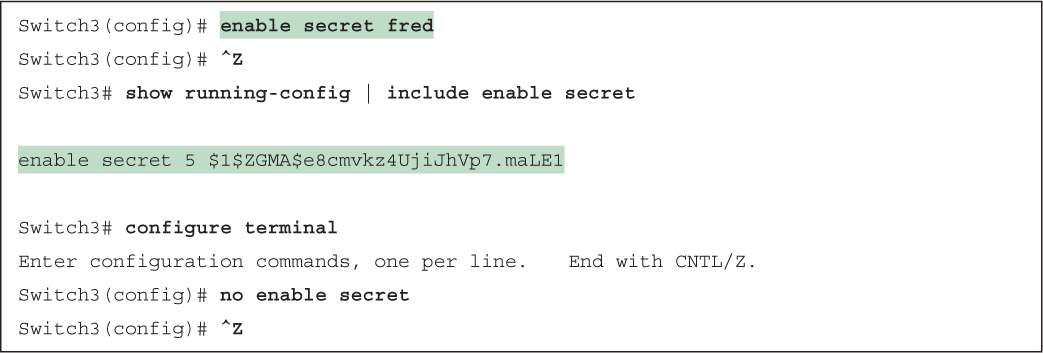 Switch3(config)# enable secret fred
Switch3(config)# ^Z
Switch3# show running-config | include enable secret
enable secret 5 $1$ZGMA$e8cmvkz4UjiJhVp7.maLE1
Switch3# configure terminal
Enter configuration commands, one per line. End with CNTL/Z.
Switch3(config)# no enable secret
Switch3(config)# ^Z